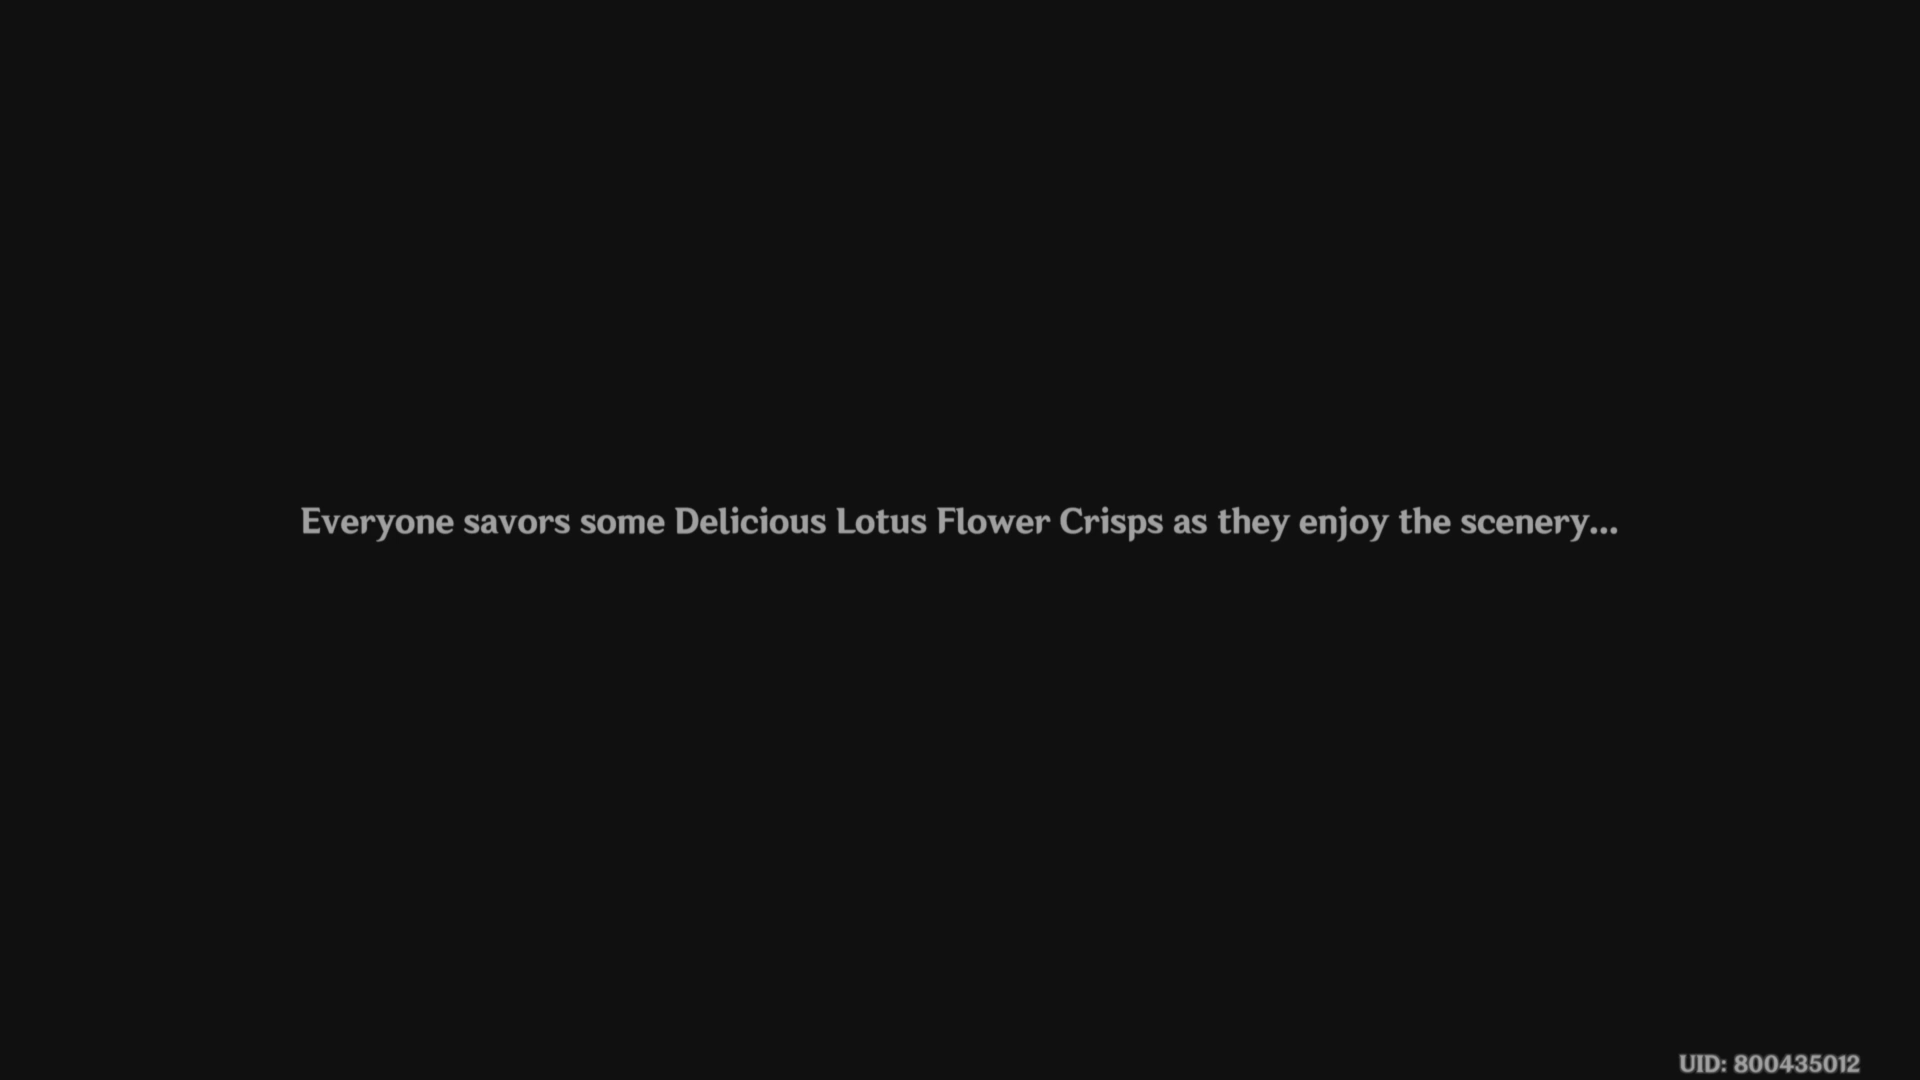 Everyone savors some Delicious Lotus Flower Crisps as they enjoy the scenery...
UID: 800435012